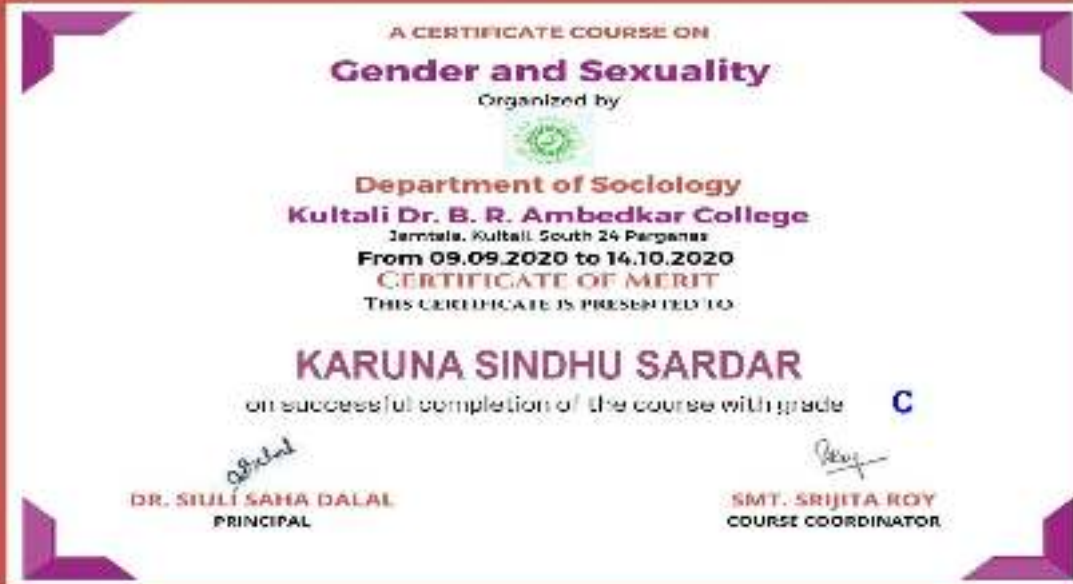 A CERTIFICATE COURSE ON
Gender and Sexuality
Organized by
Department of Sociology
Kultali Dr. B. R. Ambedkar College
Jamtala, Kultali, South 24 Parganas
From 09.09.2020 to 14.10.2020
CERTIFICATE OF MERIT
THIS CERTIFICATE IS PRESENTED TO
KARUNA SINDHU SARDAR
on successful completion of the course with grade C
DR. SIULI SAHA DALAL
PRINCIPAL
SMT. SRIJITA ROY
COURSE COORDINATOR